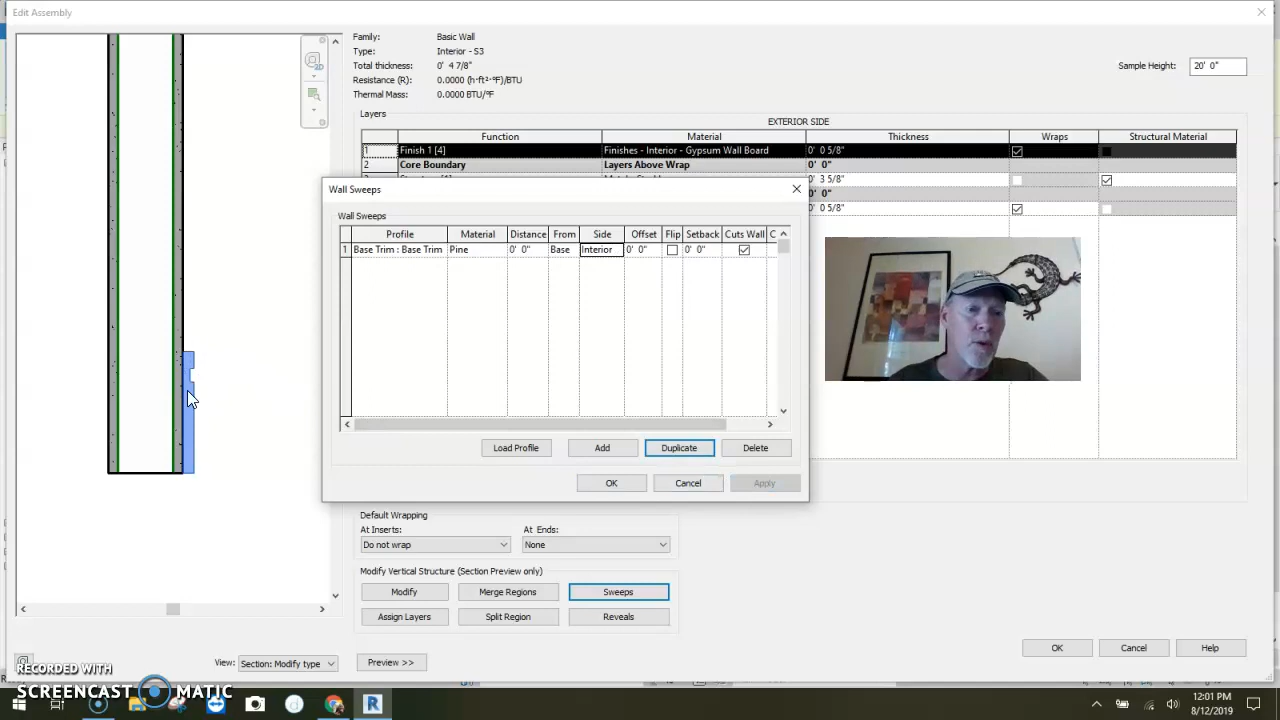 Edit Assembly
Family: Basic Wall
Type: Interior - S3
Total thickness: 0' 4 7/8"
Resistance (R): 0.0000 (h·ft²·°F)/BTU
Thermal Mass: 0.0000 BTU/°F
Sample Height: 20' 0"
Layers
EXTERIOR SIDE
Function Material Thickness Wraps Structural Material
1 Finish 1 [4] Finishes - Interior - Gypsum Wall Board 0' 0 5/8"
2 Core Boundary Layers Above Wrap 0' 0"
0' 3 5/8"
0' 0"
0' 0 5/8"
Wall Sweeps
Wall Sweeps
Profile Material Distance From Side Offset Flip Setback Cuts Wall C
1 Base Trim : Base Trim Pine 0' 0" Base Interior 0' 0" 0' 0"
Load Profile Add Duplicate Delete
OK Cancel Apply
Default Wrapping
At Inserts: At Ends:
Do not wrap None
Modify Vertical Structure (Section Preview only)
Modify Merge Regions Sweeps
Assign Layers Split Region Reveals
OK Cancel Help
View: Section: Modify type Preview >>
RECORDED WITH
SCREENCAST MATIC
12:01 PM
8/12/2019